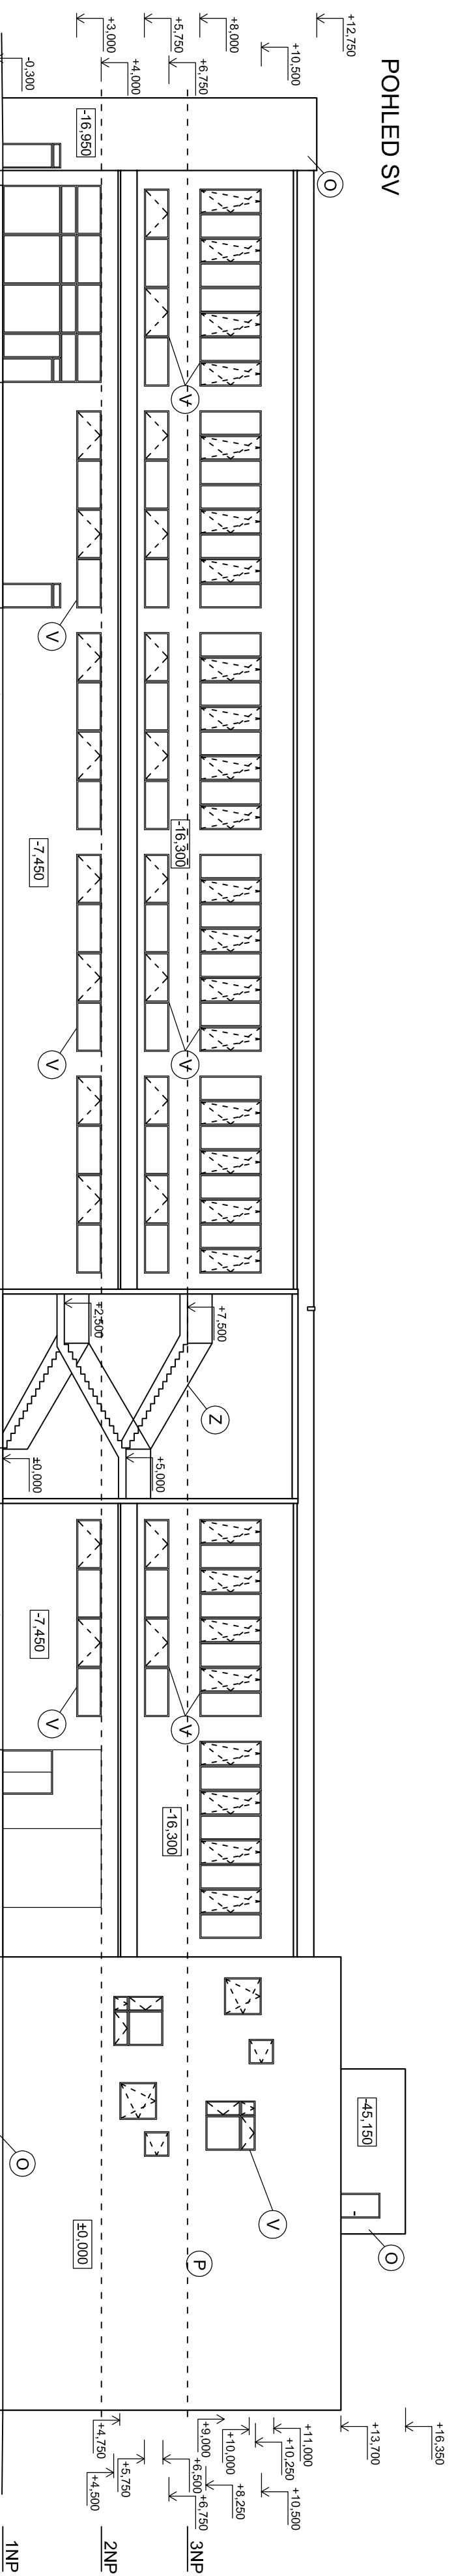 POHLED SV
+12,750
+10,500
+8,000
+6,750
+5,750
+4,000
+3,000
-0,300
O
-16,950
V
V
-16,300
-7,450
V
V
+7,500
+2,500
Z
+5,000
±0,000
V
-7,450
V
-16,300
-45,150
O
V
P
O
±0,000
+16,350
+13,700
+11,000
+10,500
+10,250
+10,000
+9,000
+8,250
+6,750
+6,500
+5,750
+4,750
+4,500
3NP
2NP
1NP